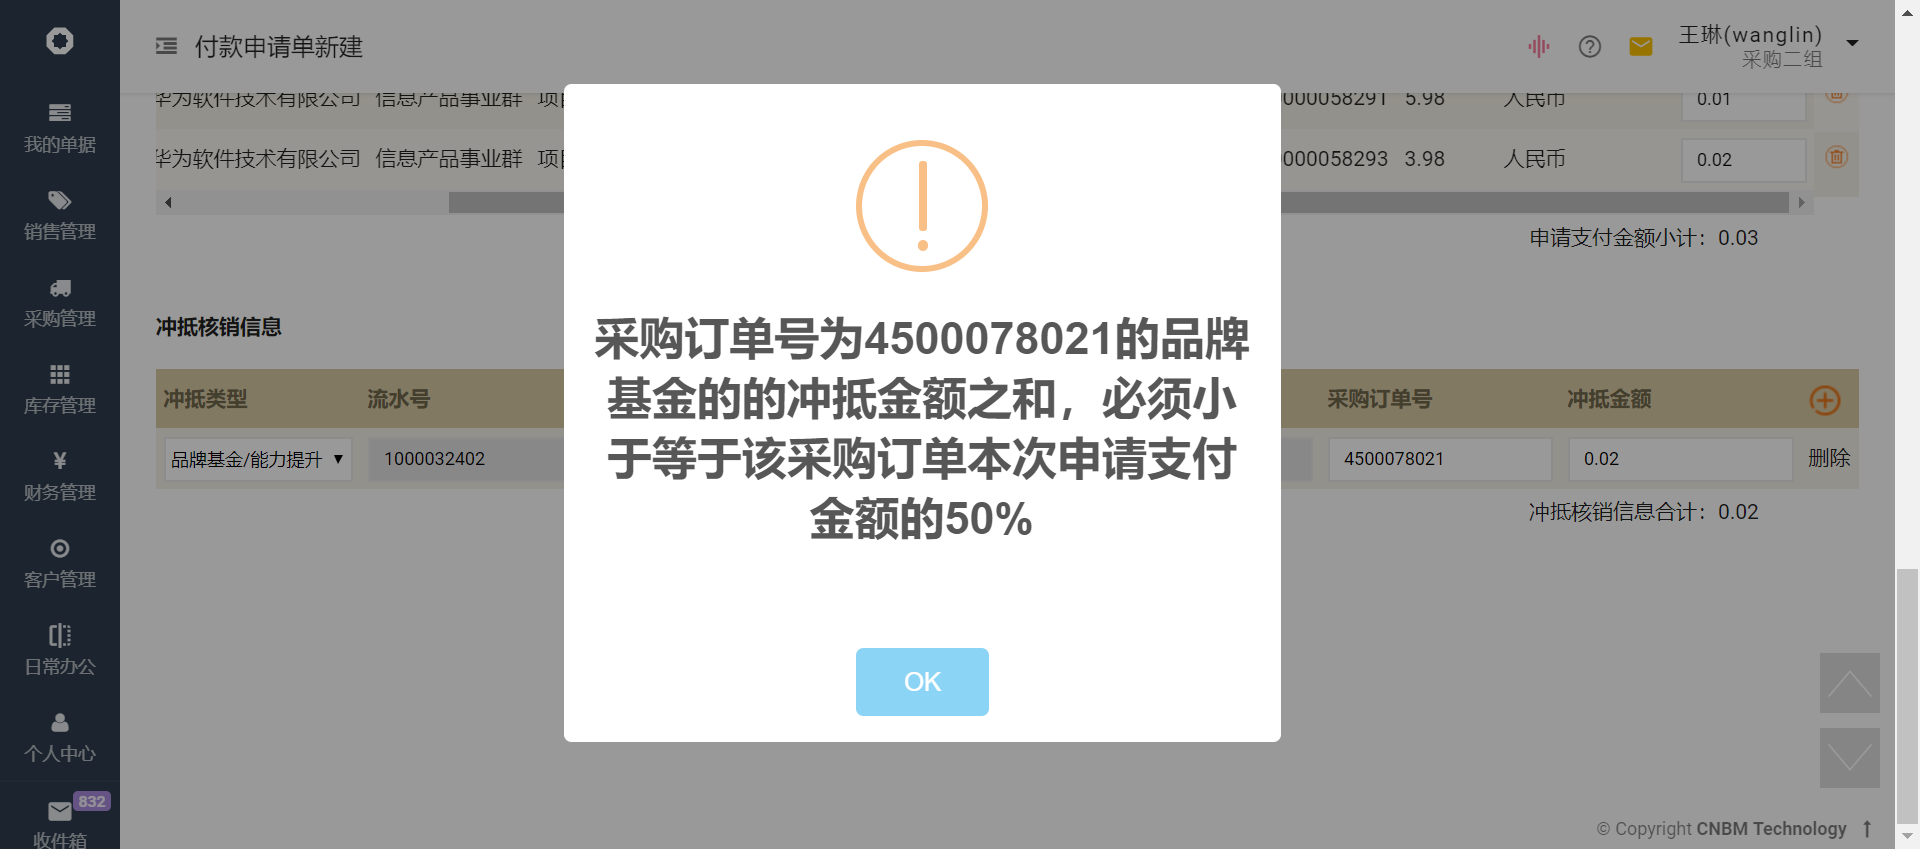 付款申请单新建
王琳(wanglin)
采购二组
我的单据
销售管理
采购管理
库存管理
财务管理
客户管理
日常办公
个人中心
832
收件箱
华为软件技术有限公司 信息产品事业群 000058291 5.98 人民币 0.01
华为软件技术有限公司 信息产品事业群 000058293 3.98 人民币 0.02
申请支付金额小计：0.03
冲抵核销信息
冲抵类型 流水号 采购订单号 冲抵金额
品牌基金/能力提升 1000032402 4500078021 0.02 删除
冲抵核销信息合计：0.02
采购订单号为4500078021的品牌
基金的的冲抵金额之和，必须小
于等于该采购订单本次申请支付
金额的50%
OK
© Copyright CNBM Technology